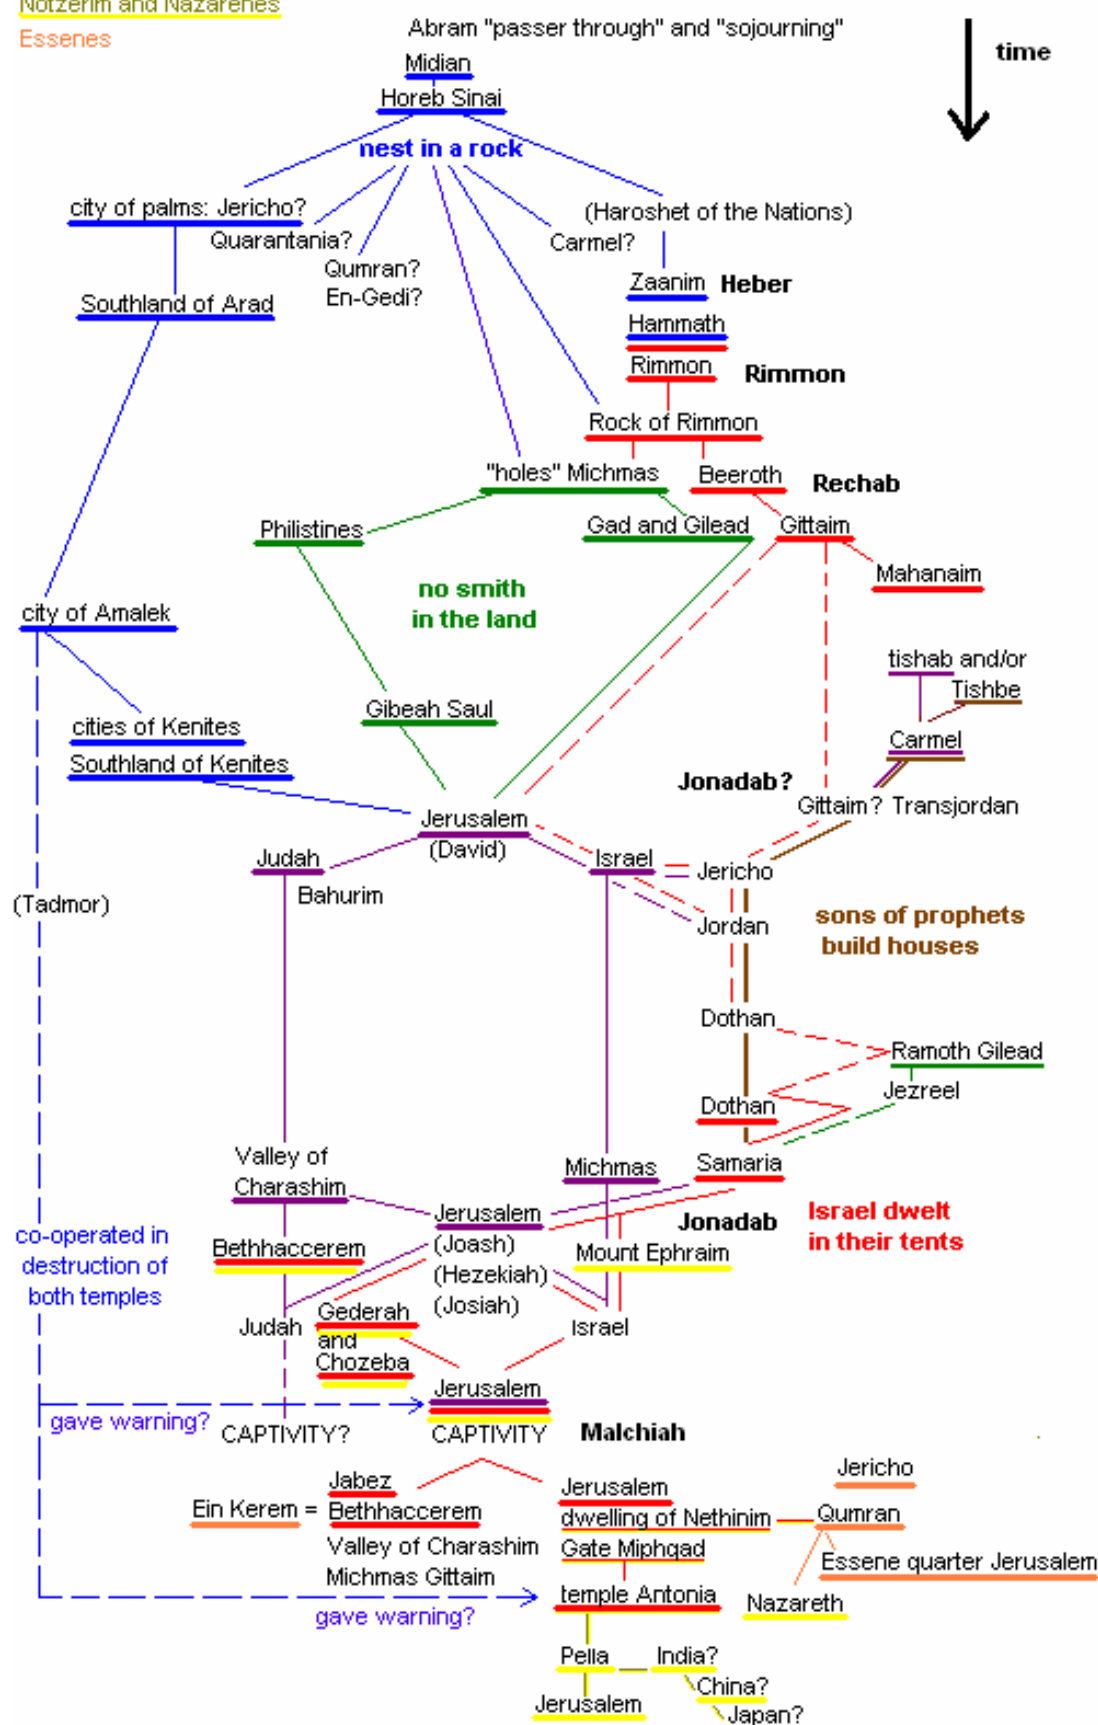 Notzerim and Nazarenes
Essenes
Abram "passer through" and "sojourning"
time
Midian
Horeb Sinai
nest in a rock
city of palms: Jericho?
(Haroshet of the Nations)
Quarantania?
Carmel?
Qumran?
En-Gedi?
Zaanim
Heber
Southland of Arad
Hammath
Rimmon
Rimmon
Rock of Rimmon
"holes" Michmas
Beeroth
Rechab
Philistines
Gad and Gilead
Gittaim
Mahanaim
no smith
in the land
city of Amalek
tishab and/or
Tishbe
Gibeah Saul
cities of Kenites
Carmel
Southland of Kenites
Jonadab?
Gittaim? Transjordan
Jerusalem
(David)
Judah
Israel
Jericho
Bahurim
(Tadmor)
Jordan
sons of prophets
build houses
Dothan
Ramoth Gilead
Jezreel
Dothan
Valley of
Charashim
Michmas
Samaria
Jerusalem
(Joash)
(Hezekiah)
(Josiah)
Jonadab
Israel dwelt
in their tents
co-operated in
destruction of
both temples
Bethhaccerem
Mount Ephraim
Judah
Gederah
and
Chozeba
Israel
Jerusalem
gave warning?
CAPTIVITY?
CAPTIVITY
Malchiah
Jericho
Jabez
Jerusalem
Ein Kerem = Bethhaccerem
dwelling of Nethinim
Qumran
Valley of Charashim
Gate Miphqad
Essene quarter Jerusalem
Michmas Gittaim
temple Antonia
Nazareth
gave warning?
Pella
India?
China?
Jerusalem
Japan?